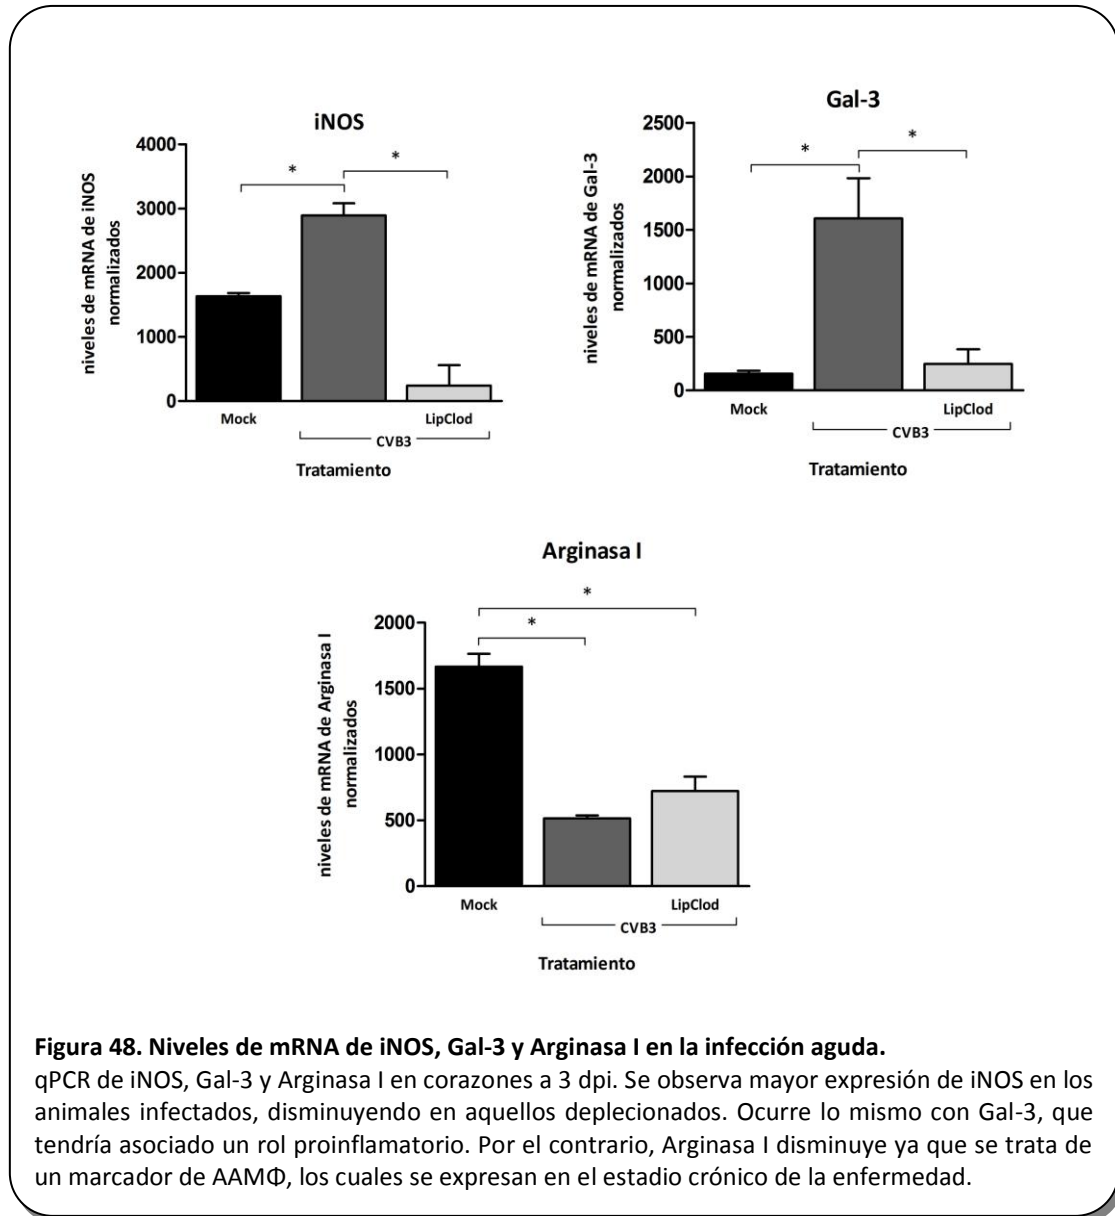 iNOS
niveles de mRNA de iNOS
normalizados
4000
3000
2000
1000
0
*
*
Mock
LipClod
CVB3
Tratamiento
Gal-3
niveles de mRNA de Gal-3
normalizados
2500
2000
1500
1000
500
0
*
*
Mock
LipClod
CVB3
Tratamiento
Arginasa I
niveles de mRNA de Arginasa I
normalizados
2000
1500
1000
500
0
*
*
Mock
LipClod
CVB3
Tratamiento
Figura 48. Niveles de mRNA de iNOS, Gal-3 y Arginasa I en la infección aguda.
qPCR de iNOS, Gal-3 y Arginasa I en corazones a 3 dpi. Se observa mayor expresión de iNOS en los
animales infectados, disminuyendo en aquellos deplecionados. Ocurre lo mismo con Gal-3, que
tendría asociado un rol proinflamatorio. Por el contrario, Arginasa I disminuye ya que se trata de
un marcador de AAMΦ, los cuales se expresan en el estadio crónico de la enfermedad.